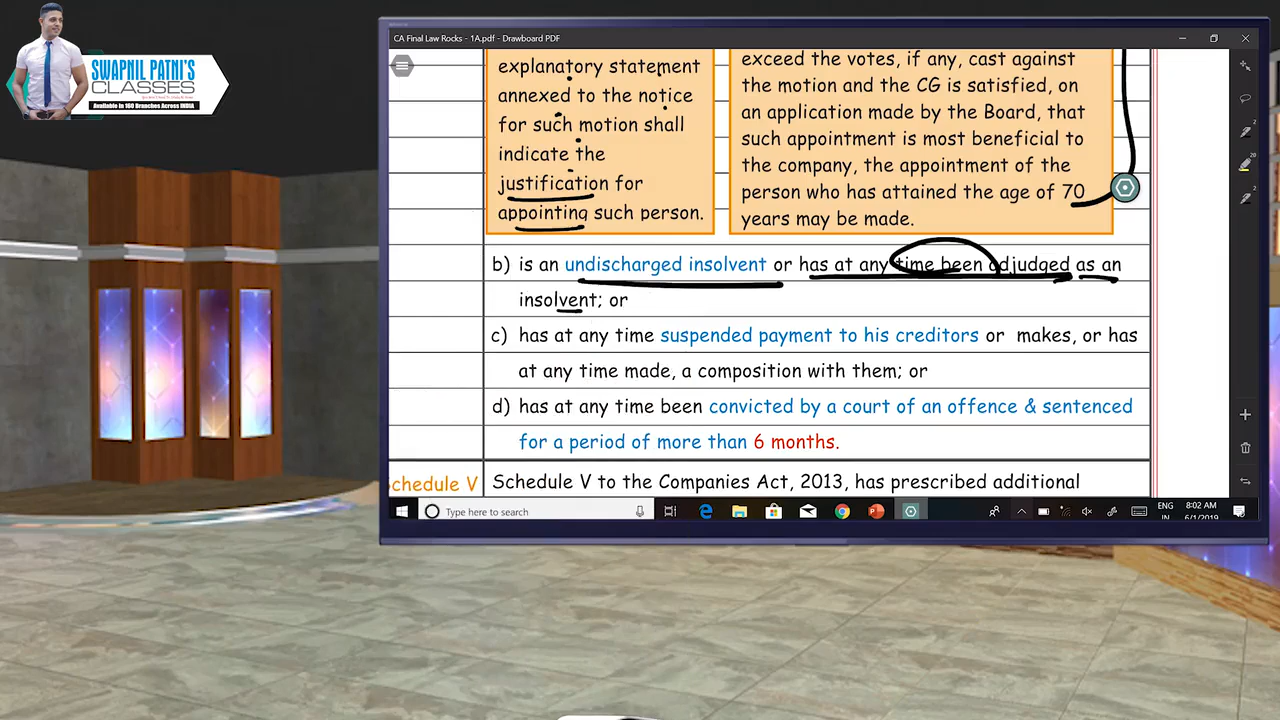 SWAPNIL PATNI'S
CLASSES
Available in 160 Branches Across INDIA
CA Final Law Rocks - 1A.pdf - Drawboard PDF
explanatory statement
annexed to the notice
for such motion shall
indicate the
justification for
appointing such person.
exceed the votes, if any, cast against
the motion and the CG is satisfied, on
an application made by the Board, that
such appointment is most beneficial to
the company, the appointment of the
person who has attained the age of 70
years may be made.
b) is an undischarged insolvent or has at any time been adjudged as an
insolvent; or
c) has at any time suspended payment to his creditors or makes, or has
at any time made, a composition with them; or
d) has at any time been convicted by a court of an offence & sentenced
for a period of more than 6 months.
chedule V
Schedule V to the Companies Act, 2013, has prescribed additional
Type here to search
ENG
IN
8:02 AM
6/1/2019